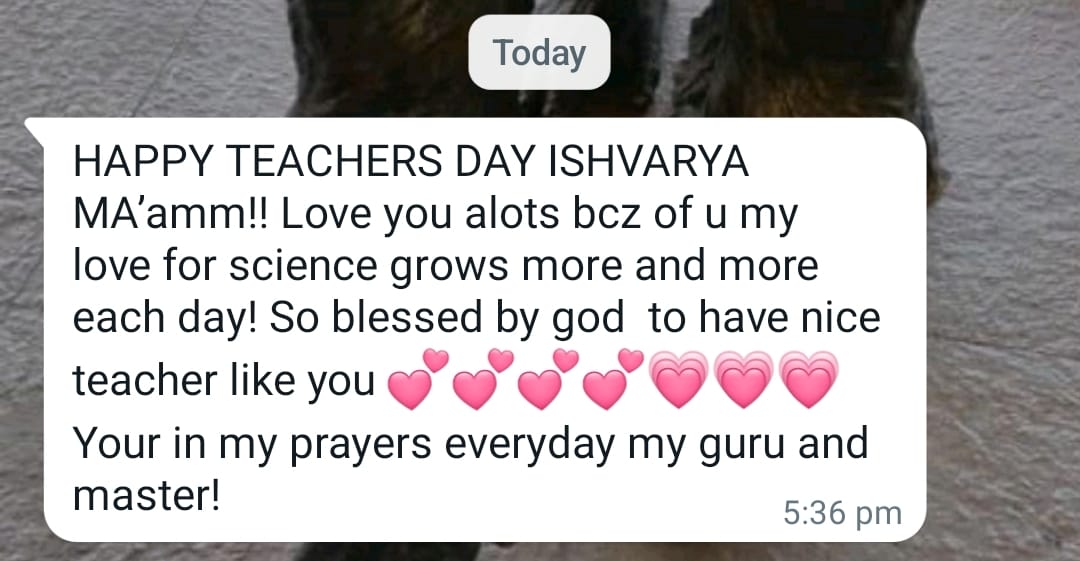 Today
HAPPY TEACHERS DAY ISHVARYA
MA’amm!! Love you alots bcz of u my
love for science grows more and more
each day! So blessed by god  to have nice
teacher like you 💕💕💕💕💗💗💗
Your in my prayers everyday my guru and
master!
5:36 pm